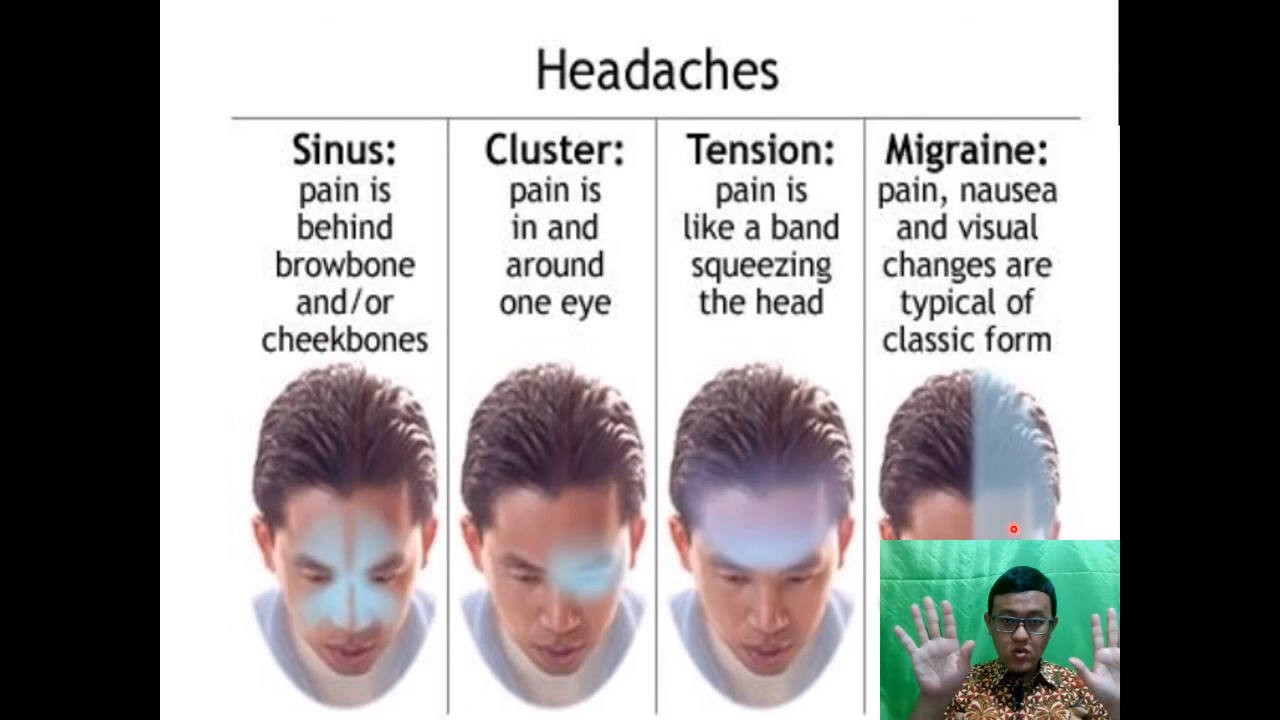 Headaches
Sinus:
pain is
behind
browbone
and/or
cheekbones
Cluster:
pain is
in and
around
one eye
Tension:
pain is
like a band
squeezing
the head
Migraine:
pain, nausea
and visual
changes are
typical of
classic form